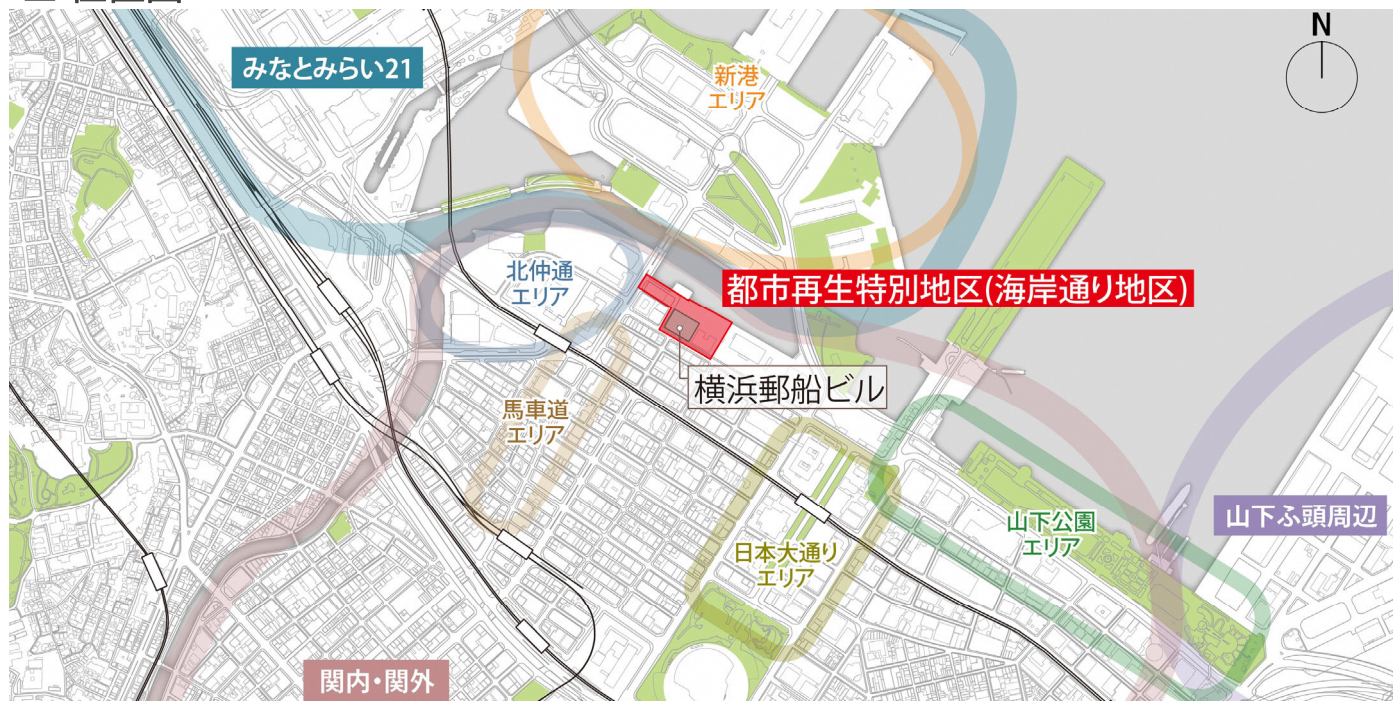 N
みなとみらい21
新港
エリア
北仲通
エリア
都市再生特別地区(海岸通り地区)
横浜郵船ビル
馬車道
エリア
山下公園
エリア
山下ふ頭周辺
日本大通り
エリア
関内・関外